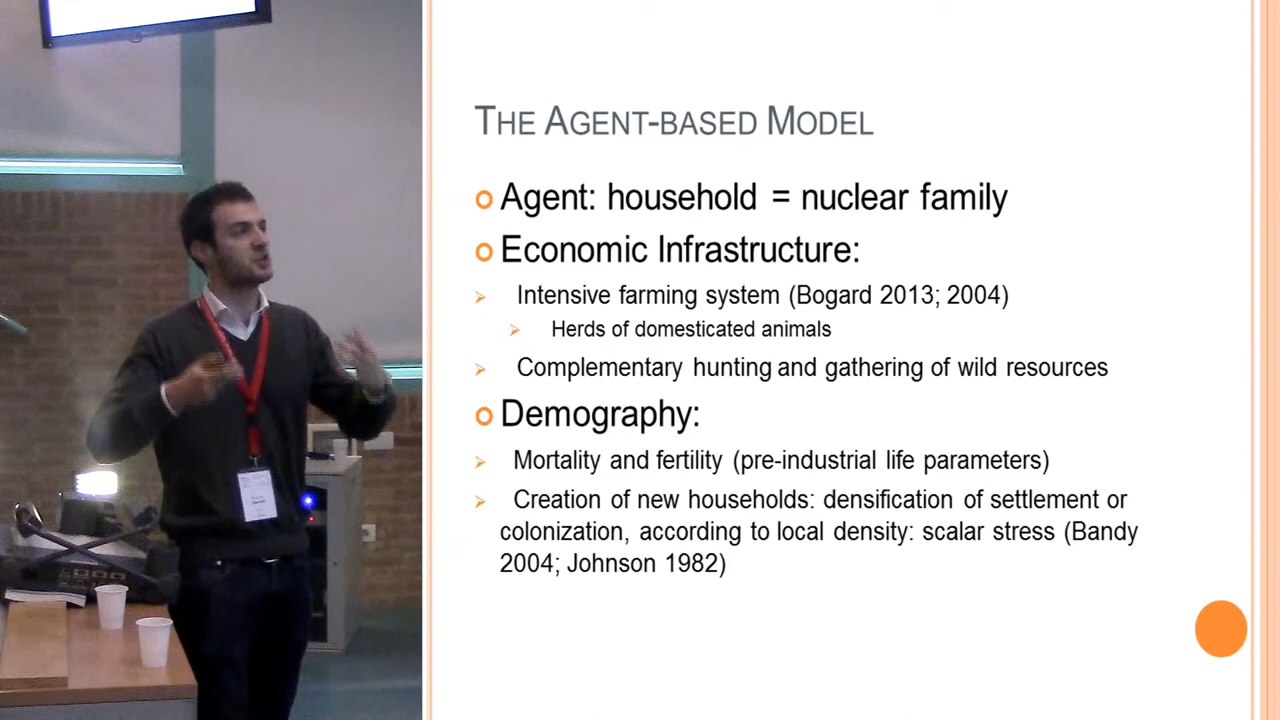 THE AGENT-BASED MODEL
Agent: household = nuclear family
Economic Infrastructure:
Intensive farming system (Bogard 2013; 2004)
Herds of domesticated animals
Complementary hunting and gathering of wild resources
Demography:
Mortality and fertility (pre-industrial life parameters)
Creation of new households: densification of settlement or
colonization, according to local density: scalar stress (Bandy
2004; Johnson 1982)